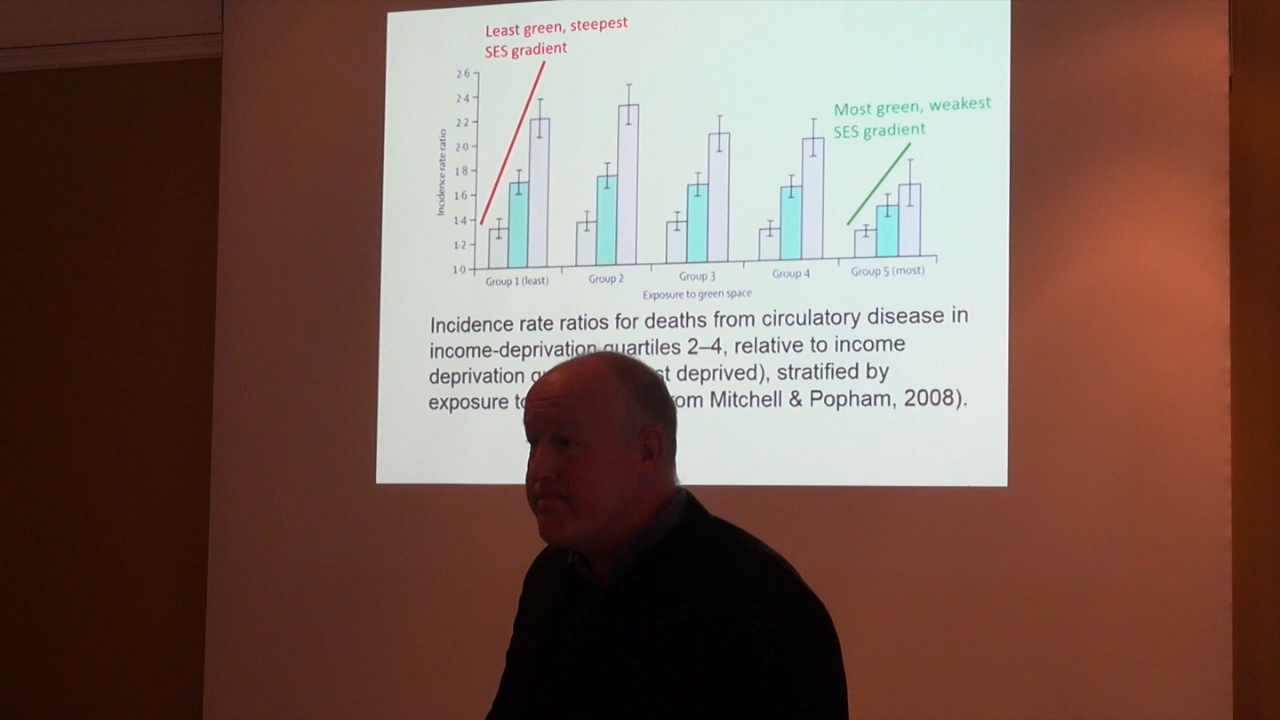 Least green, steepest
SES gradient
Most green, weakest
SES gradient
2·6
2·4
2·2
2·0
1·8
1·6
1·4
1·2
1·0
Incidence rate ratio
Group 1 (least) Group 2 Group 3 Group 4 Group 5 (most)
Exposure to green space
Incidence rate ratios for deaths from circulatory disease in
income-deprivation quartiles 2–4, relative to income
deprivation deprived), stratified by
exposure Mitchell & Popham, 2008).